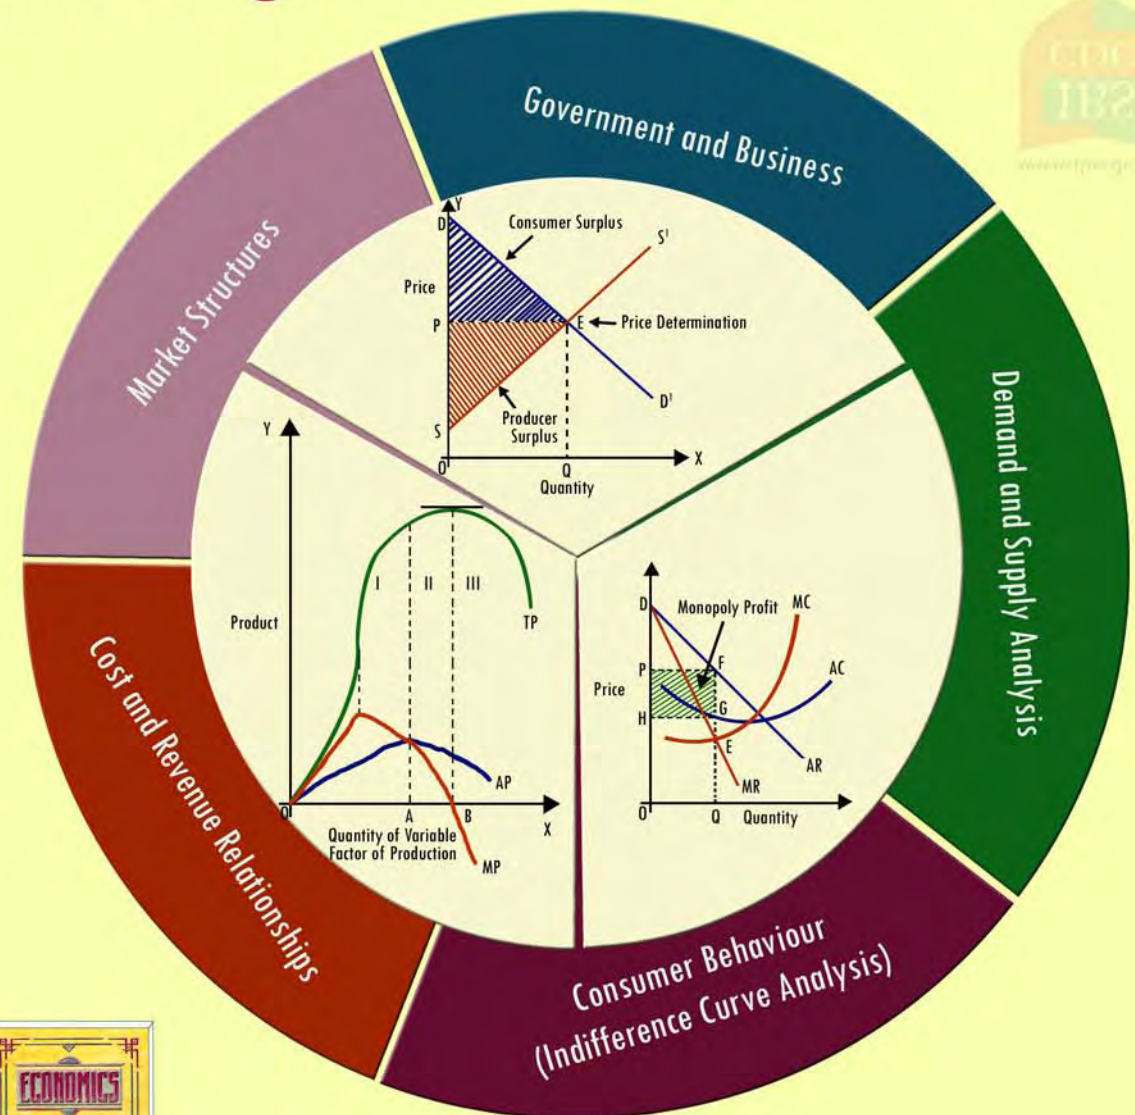 Government and Business
Market Structures
Demand and Supply Analysis
Cost and Revenue Relationships
Consumer Behaviour
(Indifference Curve Analysis)
Y
D
Consumer Surplus
S¹
Price
P
E
Price Determination
Producer
Surplus
D¹
S
O
Q
X
Quantity
Y
I
II
III
Product
TP
AP
O
A
B
X
Quantity of Variable
Factor of Production
MP
D
Monopoly Profit
MC
P
F
AC
Price
H
G
E
AR
MR
O
Q
Quantity
ECONOMICS